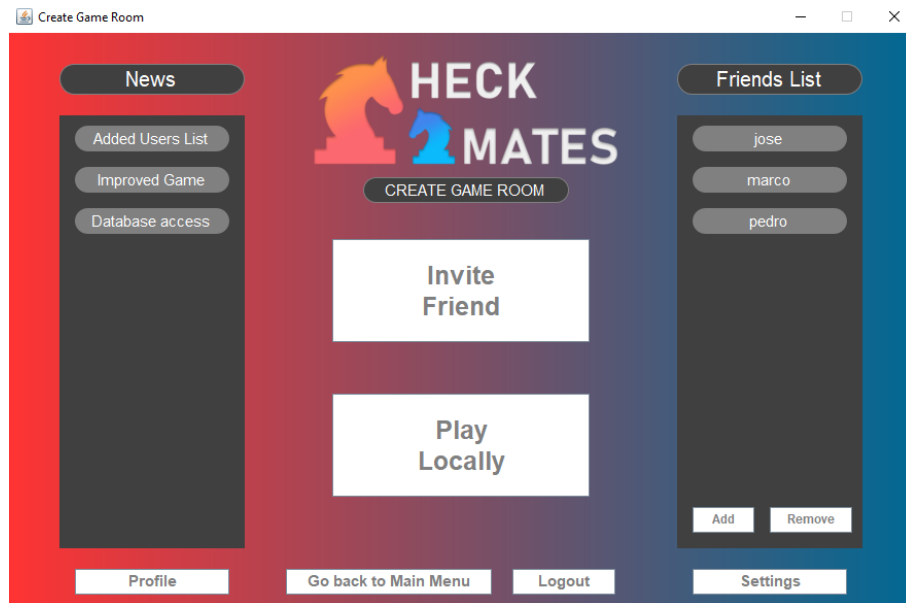 Create Game Room
News
Added Users List
Improved Game
Database access
HECK
MATES
CREATE GAME ROOM
Invite
Friend
Play
Locally
Friends List
jose
marco
pedro
Add
Remove
Profile
Go back to Main Menu
Logout
Settings